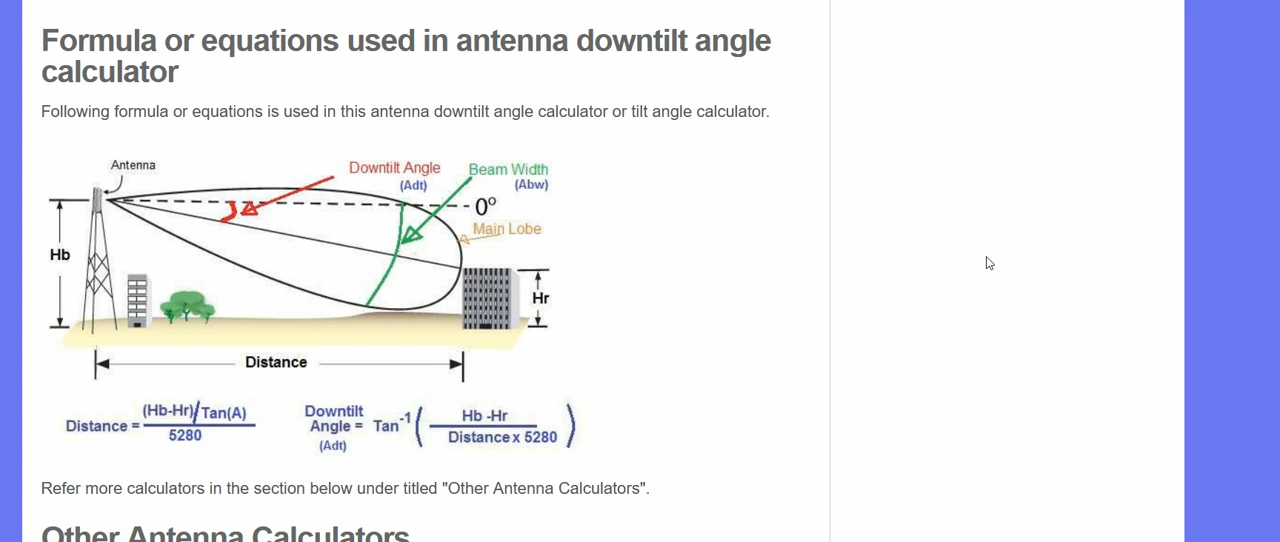 Formula or equations used in antenna downtilt angle
calculator
Following formula or equations is used in this antenna downtilt angle calculator or tilt angle calculator.
Antenna
Downtilt Angle
(Adt)
Beam Width
(Abw)
0°
Main Lobe
Hb
Hr
Distance
Distance = (Hb-Hr)/Tan(A)
5280
Downtilt
Angle = Tan-1( Hb -Hr
Distance x 5280 )
(Adt)
Refer more calculators in the section below under titled "Other Antenna Calculators".
Other Antenna Calculators